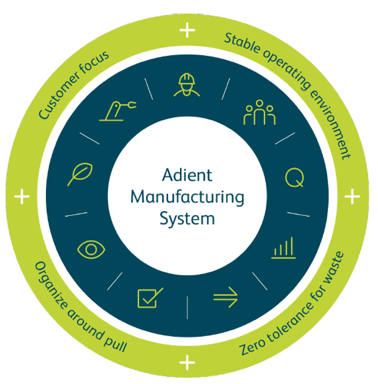 Customer focus
Stable operating environment
Adient
Manufacturing
System
Organize around pull
Zero tolerance for waste